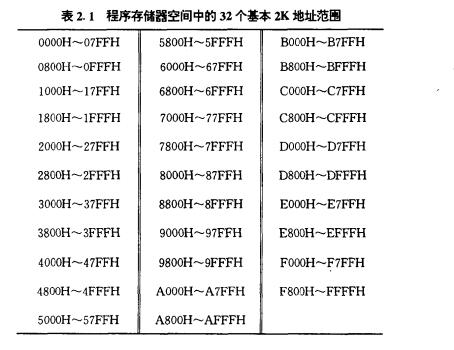 表 2.1 程序存储器空间中的 32 个基本 2K 地址范围
0000H～07FFH 5800H～5FFFH B000H～B7FFH
0800H～0FFFH 6000H～67FFH B800H～BFFFH
1000H～17FFH 6800H～6FFFH C000H～C7FFH
1800H～1FFFH 7000H～77FFH C800H～CFFFH
2000H～27FFH 7800H～7FFFH D000H～D7FFH
2800H～2FFFH 8000H～87FFH D800H～DFFFH
3000H～37FFH 8800H～8FFFH E000H～E7FFH
3800H～3FFFH 9000H～97FFH E800H～EFFFH
4000H～47FFH 9800H～9FFFH F000H～F7FFH
4800H～4FFFH A000H～A7FFH F800H～FFFFH
5000H～57FFH A800H～AFFFH